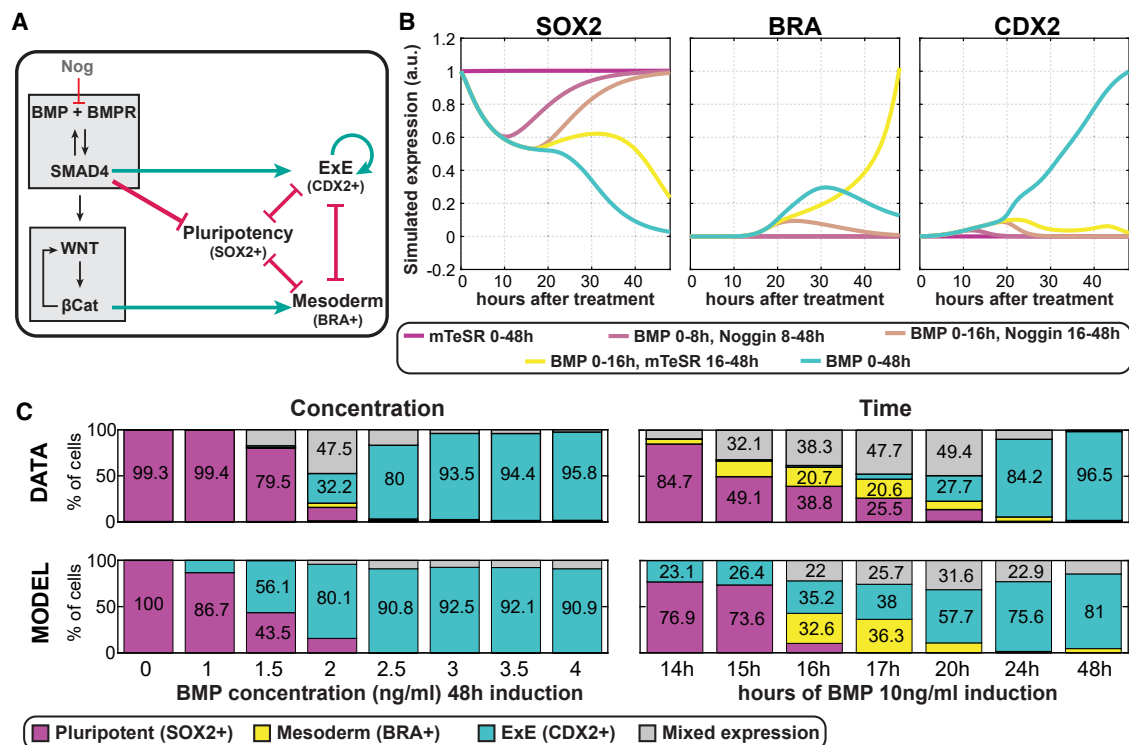 A
Nog
BMP + BMPR
SMAD4
WNT
βCat
Pluripotency
(SOX2+)
ExE
(CDX2+)
Mesoderm
(BRA+)
B
SOX2
BRA
CDX2
Simulated expression (a.u.)
1.2
1
0.8
0.6
0.4
0.2
0
-0.2
0 10 20 30 40
0 10 20 30 40
0 10 20 30 40
hours after treatment
hours after treatment
hours after treatment
mTeSR 0-48h
BMP 0-8h, Noggin 8-48h
BMP 0-16h, Noggin 16-48h
BMP 0-16h, mTeSR 16-48h
BMP 0-48h
C
Concentration
Time
DATA
% of cells
100
50
0
99.3
99.4
79.5
47.5
32.2
80
93.5
94.4
95.8
100
50
0
84.7
32.1
49.1
38.3
20.7
38.8
47.7
20.6
25.5
49.4
27.7
84.2
96.5
MODEL
% of cells
100
50
0
100
86.7
56.1
43.5
80.1
90.8
92.5
92.1
90.9
100
50
0
23.1
76.9
26.4
73.6
22
35.2
32.6
25.7
38
36.3
31.6
57.7
22.9
75.6
81
0 1 1.5 2 2.5 3 3.5 4
BMP concentration (ng/ml) 48h induction
14h 15h 16h 17h 20h 24h 48h
hours of BMP 10ng/ml induction
Pluripotent (SOX2+)
Mesoderm (BRA+)
ExE (CDX2+)
Mixed expression